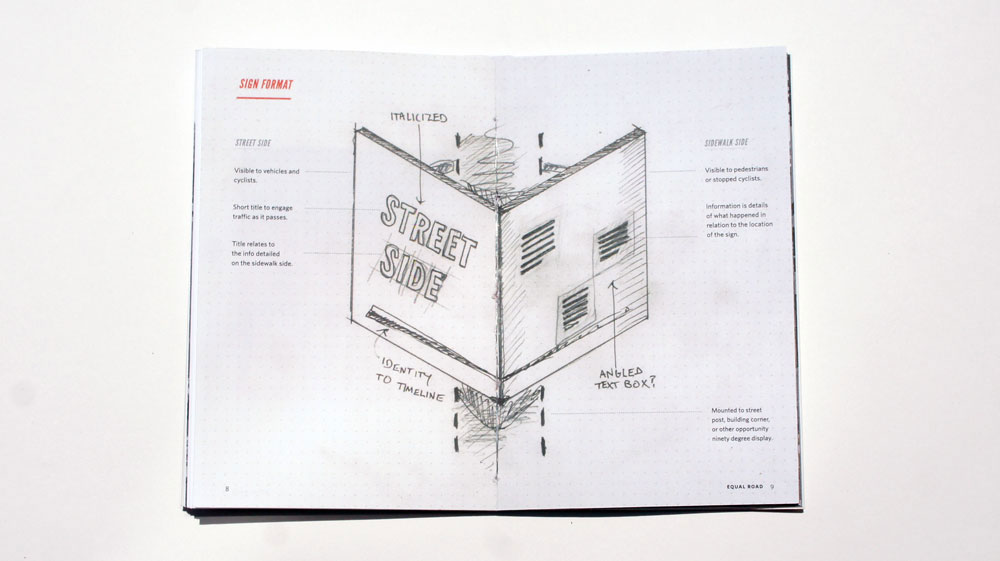 SIGN FORMAT
STREET SIDE
Visible to vehicles and
cyclists.
Short title to engage
traffic as it passes.
Title relates to
the info detailed
on the sidewalk side.
ITALICIZED
STREET
SIDE
IDENTITY
TO TIMELINE
8
SIDEWALK SIDE
Visible to pedestrians
or stopped cyclists.
Information is details
of what happened in
relation to the location
of the sign.
ANGLED
TEXT BOX?
Mounted to street
post, building corner,
or other opportunity
ninety degree display.
EQUAL ROAD 9